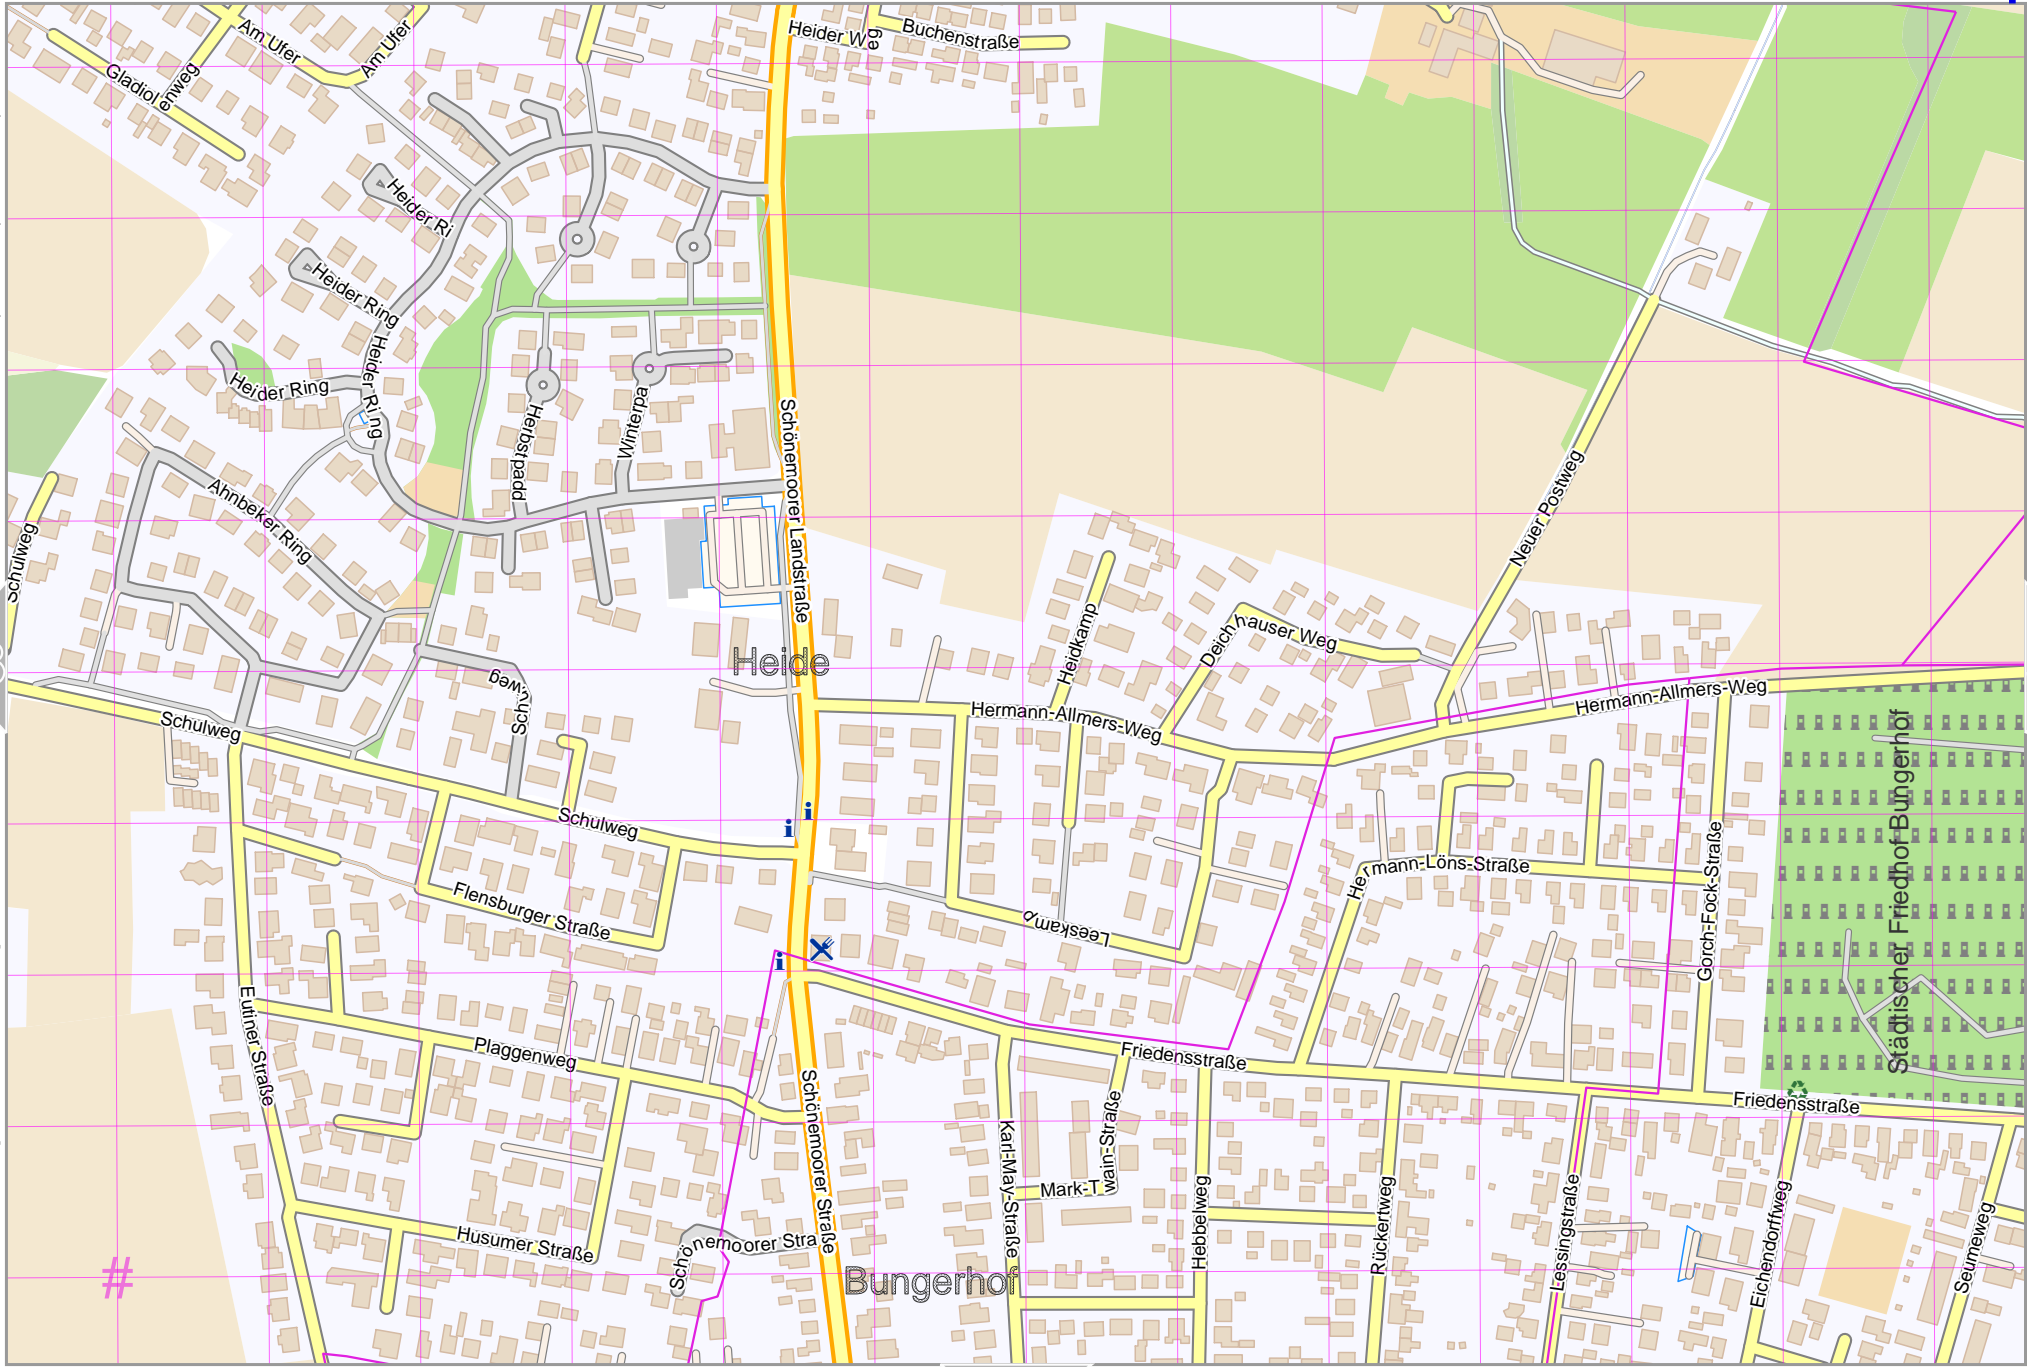 Am Ufer
Am Ufer
Heider Weg
Buchenstraße
Gladiolenweg
Heider Ri
Heider Ring
Heider Ring
Heider Ring
Herbstpadd
Winterpa
Schönemoorer Landstraße
Ahnbeker Ring
Schulweg
Neuer Postweg
Heidkamp
Deichhauser Weg
Heide
Schulweg
Schulweg
Hermann-Allmers-Weg
Hermann-Allmers-Weg
Schulweg
i
i
Hermann-Löns-Straße
Gorch-Fock-Straße
Städtischer Friedhof Bungerhof
Flensburger Straße
Leeskamp
i
Eutiner Straße
Plaggenweg
Friedensstraße
Friedensstraße
Schönemoorer Straße
Karl-May-Straße
Mark-Twain-Straße
Hebbelweg
Rückertweg
Lessingstraße
Eichendorffweg
Seumeweg
Husumer Straße
Schönemoorer Stra
Bungerhof
#